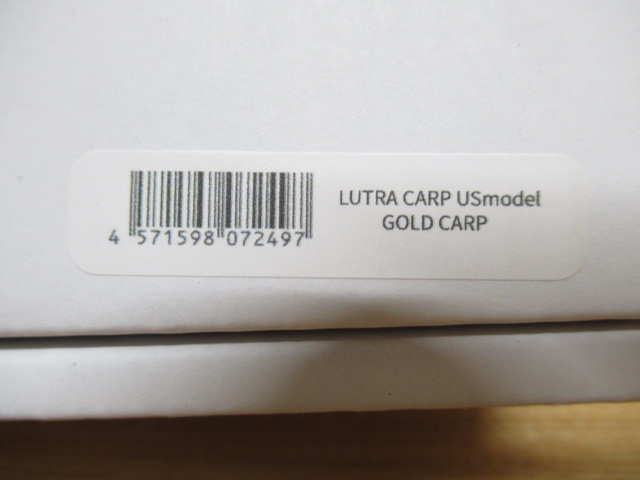 LUTRA CARP USmodel
GOLD CARP
4 571598 072497